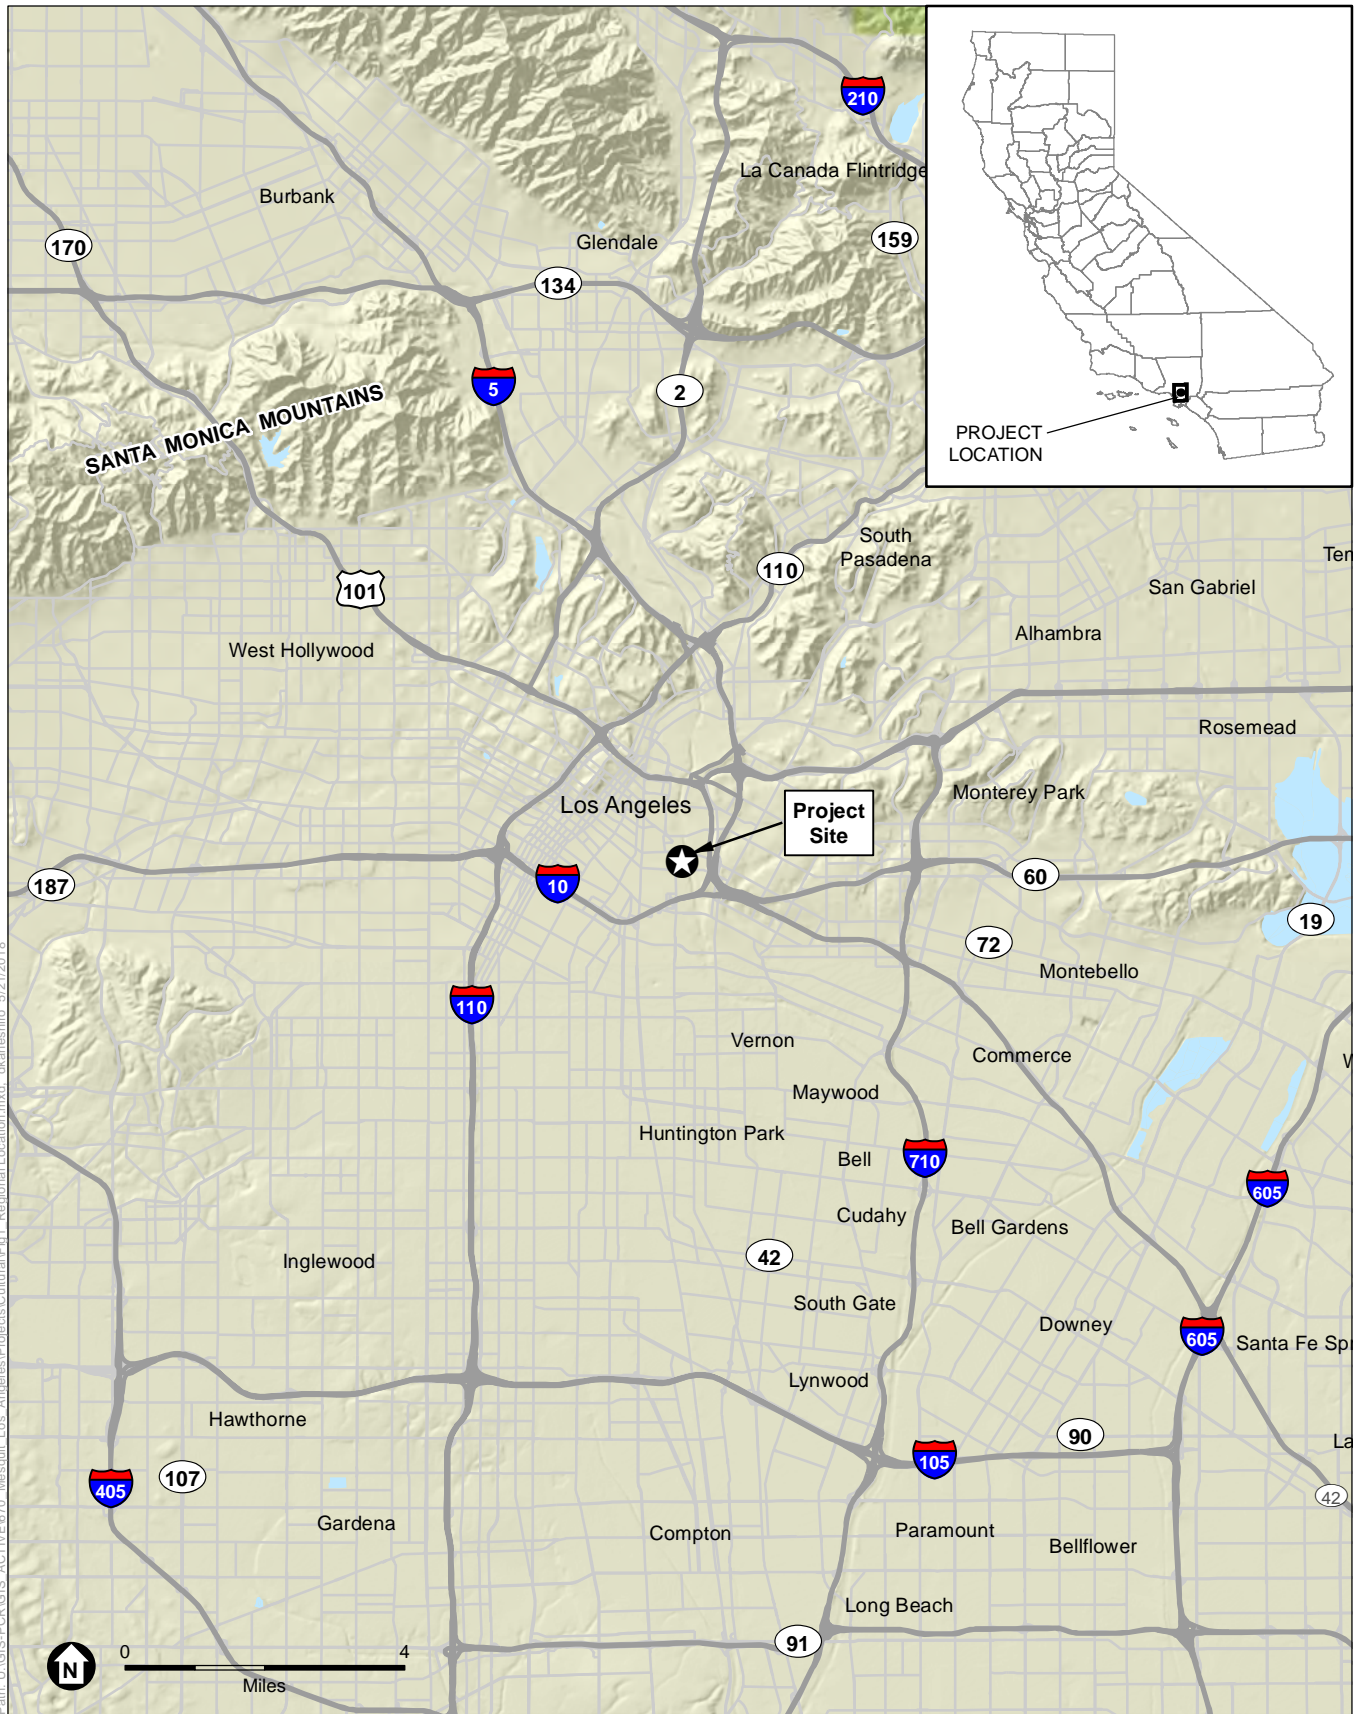 210
La Canada Flintridge
Burbank
159
170
Glendale
134
5
2
SANTA MONICA MOUNTAINS
PROJECT
LOCATION
South
Pasadena
110
101
San Gabriel
Alhambra
West Hollywood
Rosemead
Monterey Park
Los Angeles
Project
Site
187
10
60
19
72
Montebello
110
Vernon
Commerce
Maywood
Huntington Park
Bell
710
605
Cudahy
Bell Gardens
42
Inglewood
South Gate
Downey
605
Santa Fe Spr
Lynwood
Hawthorne
90
105
107
405
42
Gardena
Compton
Paramount
Bellflower
Long Beach
91
N
0 4
Miles